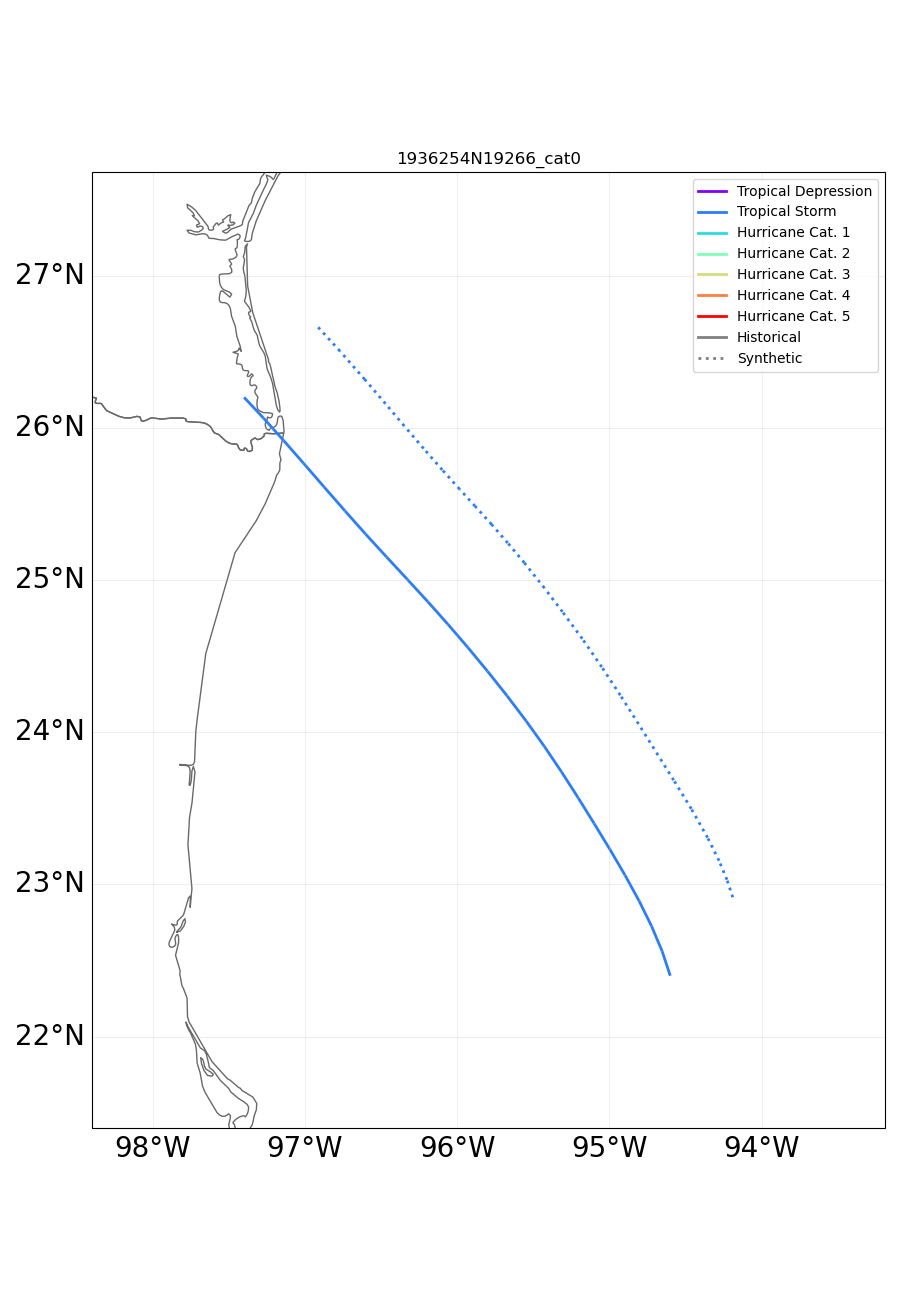 1936254N19266_cat0
Tropical Depression
Tropical Storm
Hurricane Cat. 1
Hurricane Cat. 2
Hurricane Cat. 3
Hurricane Cat. 4
Hurricane Cat. 5
Historical
Synthetic
27°N
26°N
25°N
24°N
23°N
22°N
98°W 97°W 96°W 95°W 94°W